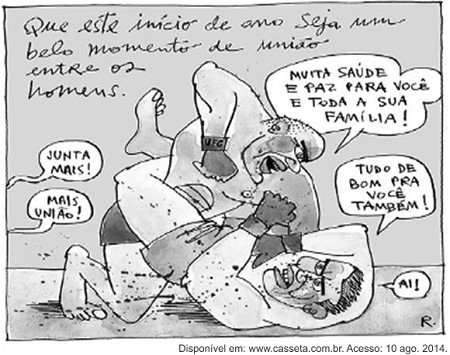 Que este início de ano seja um
belo momento de união
entre os
homens.
MUITA SAÚDE
E PAZ PARA VOCÊ
E TODA A SUA
FAMÍLIA!
JUNTA
MAIS!
MAIS
UNIÃO!
UFC
TUDO DE
BOM PRA
VOCÊ
TAMBÉM!
AI!
R.
Disponível em: www.casseta.com.br. Acesso: 10 ago. 2014.